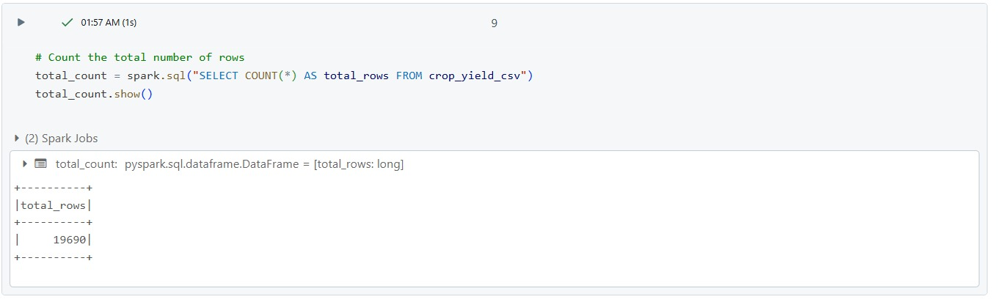 01:57 AM (1s) 9
# Count the total number of rows
total_count = spark.sql("SELECT COUNT(*) AS total_rows FROM crop_yield_csv")
total_count.show()
(2) Spark Jobs
total_count: pyspark.sql.dataframe.DataFrame = [total_rows: long]
+----------+
|total_rows|
+----------+
|     19690|
+----------+